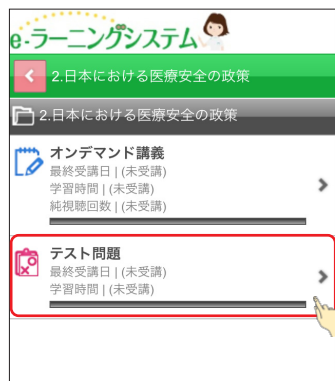 e-ラーニングシステム
2.日本における医療安全の政策
2.日本における医療安全の政策
オンデマンド講義
最終受講日 | (未受講)
学習時間 | (未受講)
純視聴回数 | (未受講)
テスト問題
最終受講日 | (未受講)
学習時間 | (未受講)